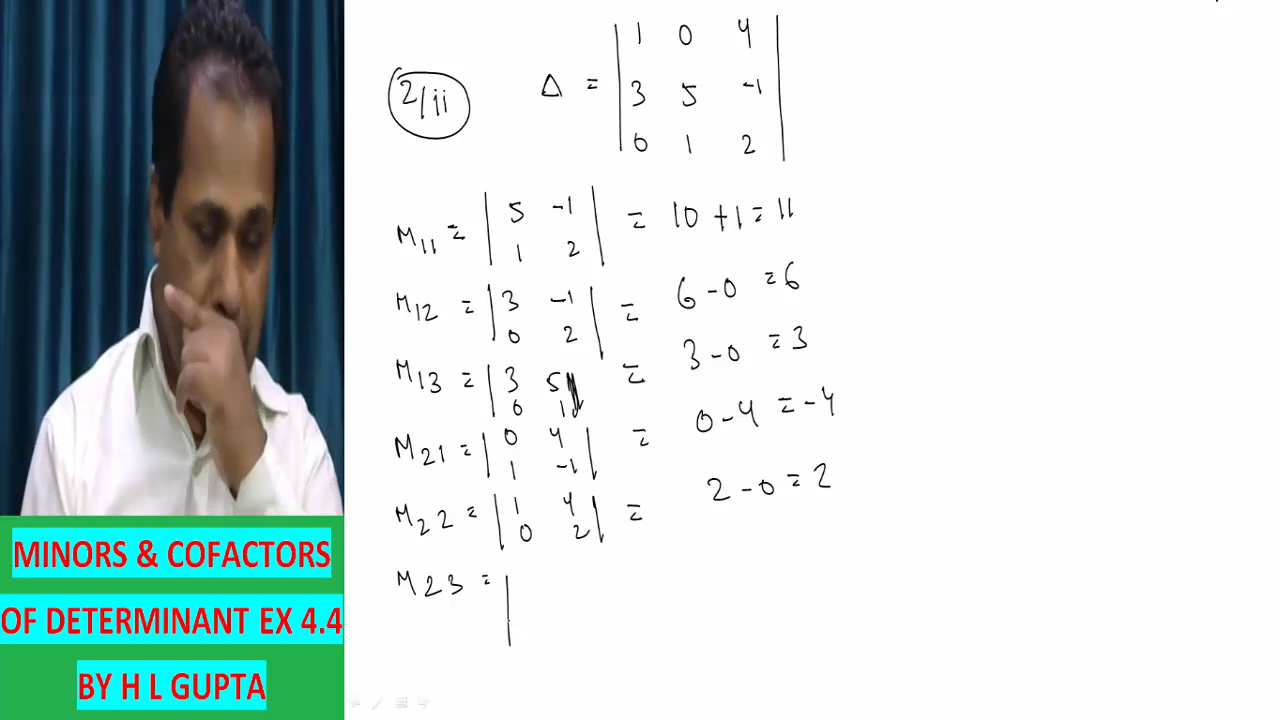 2/ii Δ = | 1 0 4 |
| 3 5 -1 |
| 0 1 2 |
M11 = | 5 -1 | = 10 + 1 = 11
| 1 2 |
M12 = | 3 -1 | = 6 - 0 = 6
| 0 2 |
M13 = | 3 5 | = 3 - 0 = 3
| 0 1 |
M21 = | 0 4 | = 0 - 4 = -4
| 1 -1 |
M22 = | 1 4 | = 2 - 0 = 2
| 0 2 |
M23 = |
MINORS & COFACTORS
OF DETERMINANT EX 4.4
BY H L GUPTA